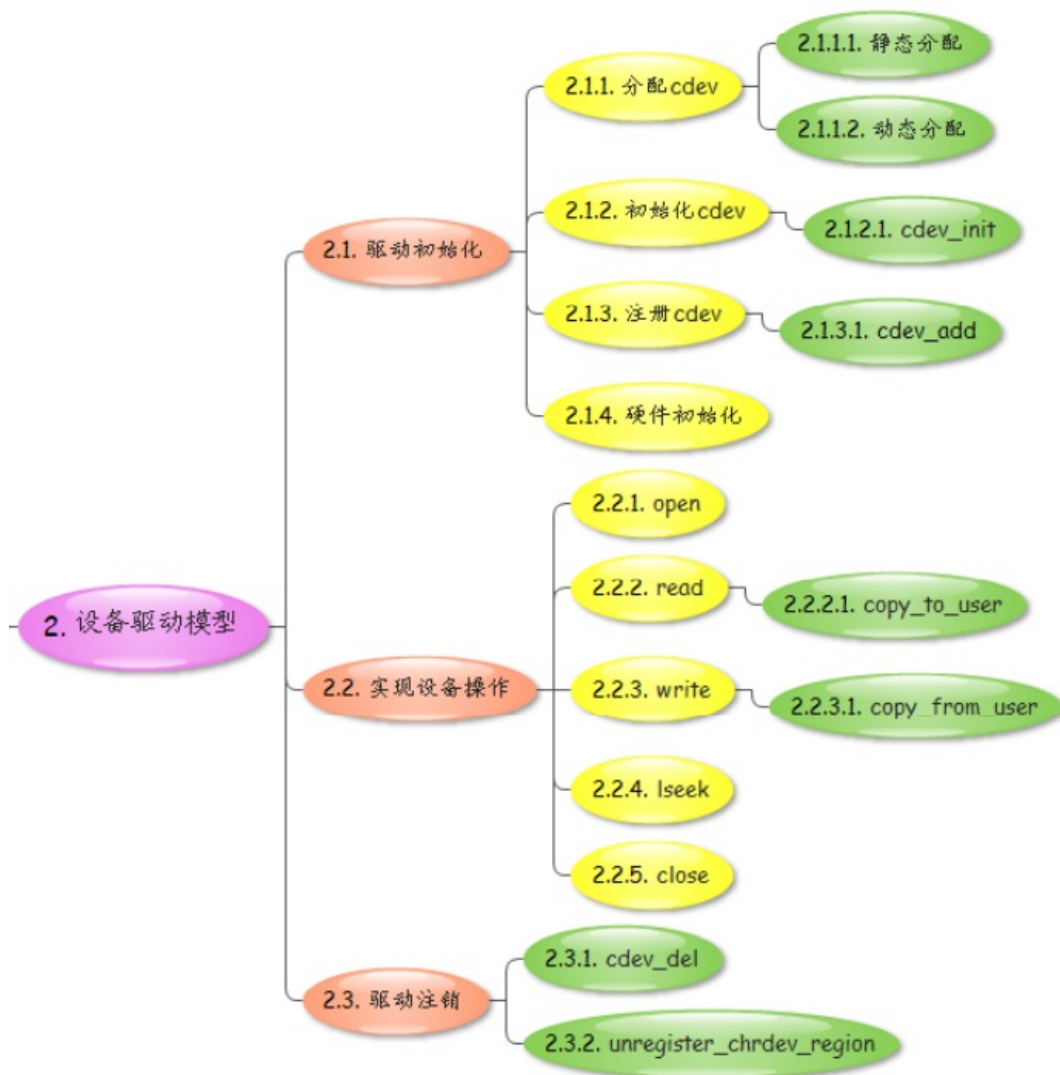 2. 设备驱动模型
2.1. 驱动初始化
2.1.1. 分配cdev
2.1.1.1. 静态分配
2.1.1.2. 动态分配
2.1.2. 初始化cdev
2.1.2.1. cdev_init
2.1.3. 注册cdev
2.1.3.1. cdev_add
2.1.4. 硬件初始化
2.2. 实现设备操作
2.2.1. open
2.2.2. read
2.2.2.1. copy_to_user
2.2.3. write
2.2.3.1. copy_from_user
2.2.4. lseek
2.2.5. close
2.3. 驱动注销
2.3.1. cdev_del
2.3.2. unregister_chrdev_region